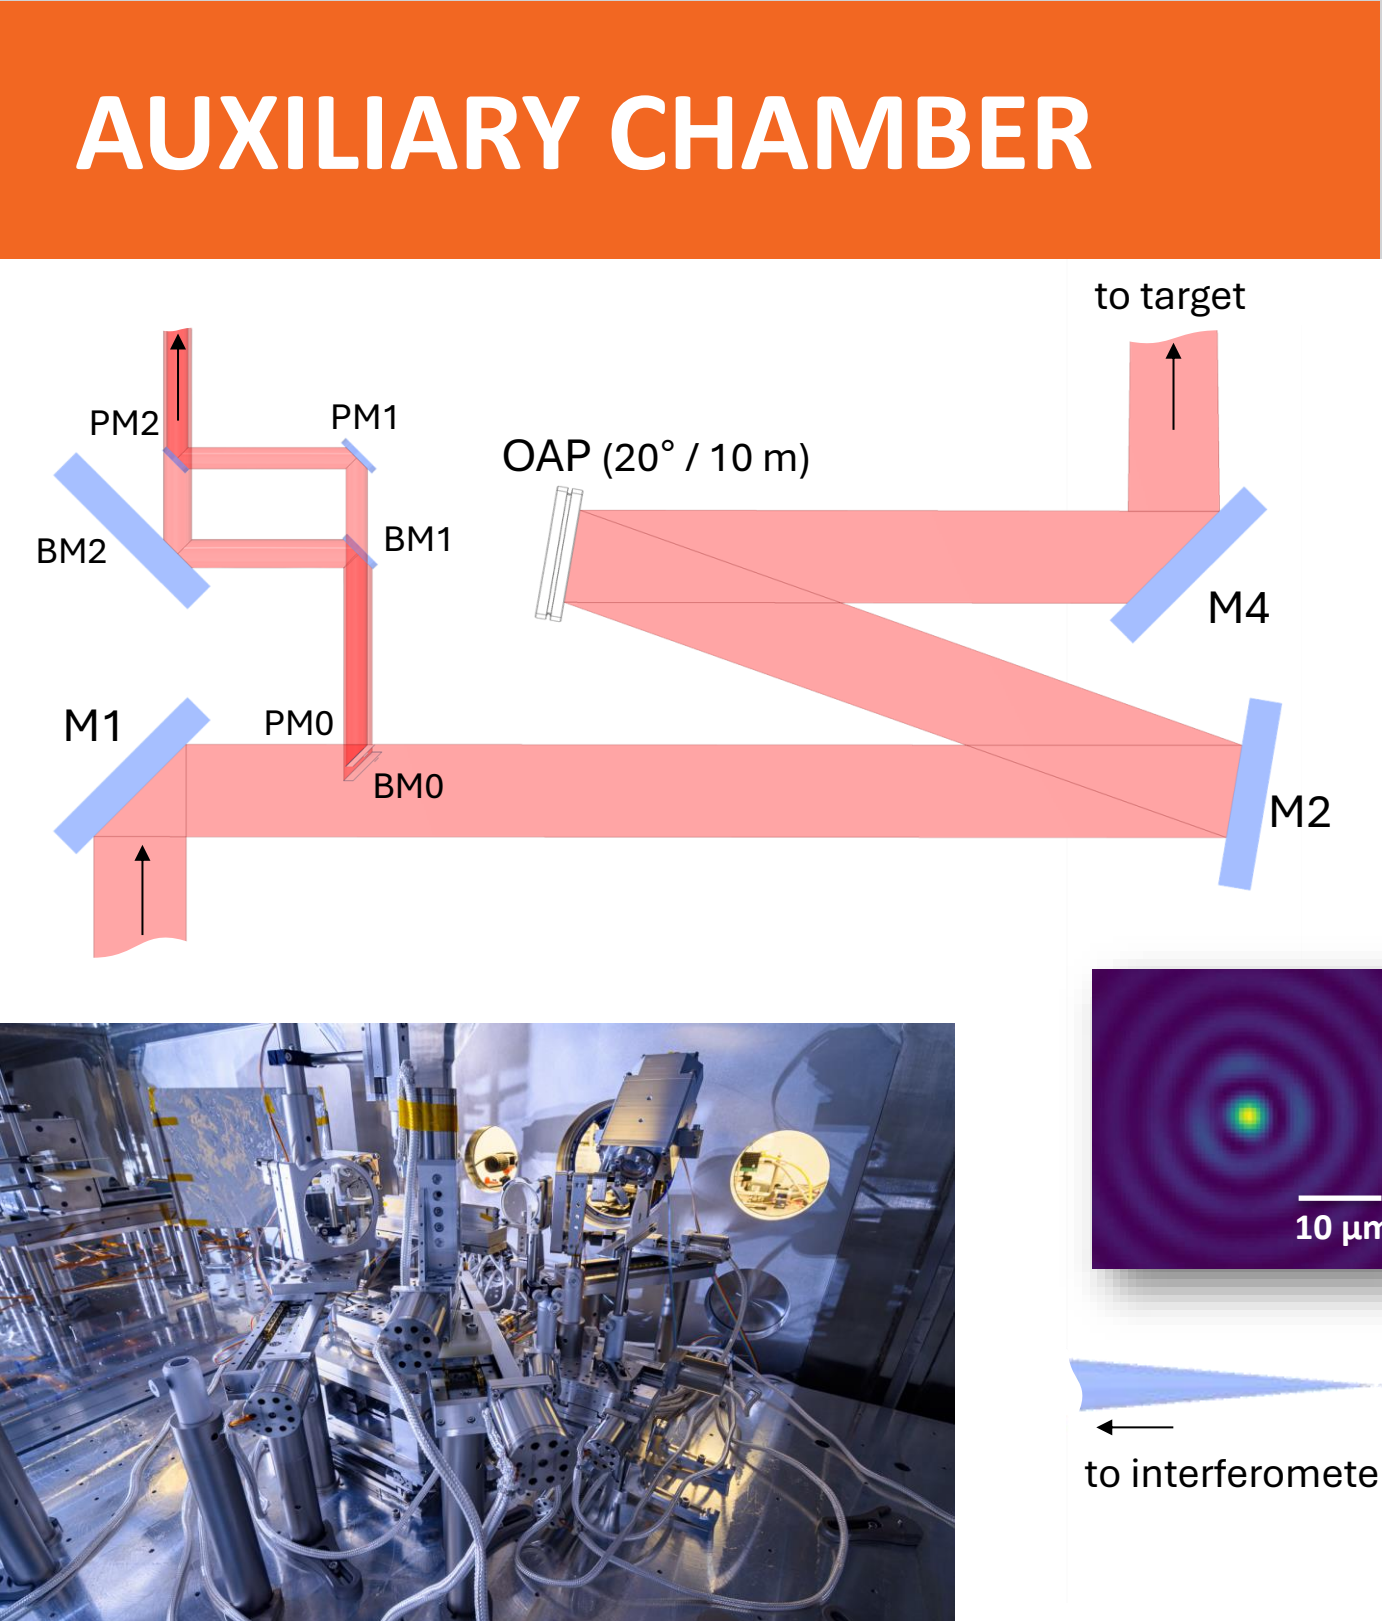 AUXILIARY CHAMBER
to target
PM2
PM1
OAP (20° / 10 m)
BM2
BM1
M4
M1
PM0
BM0
M2
10 µm
to interferomete